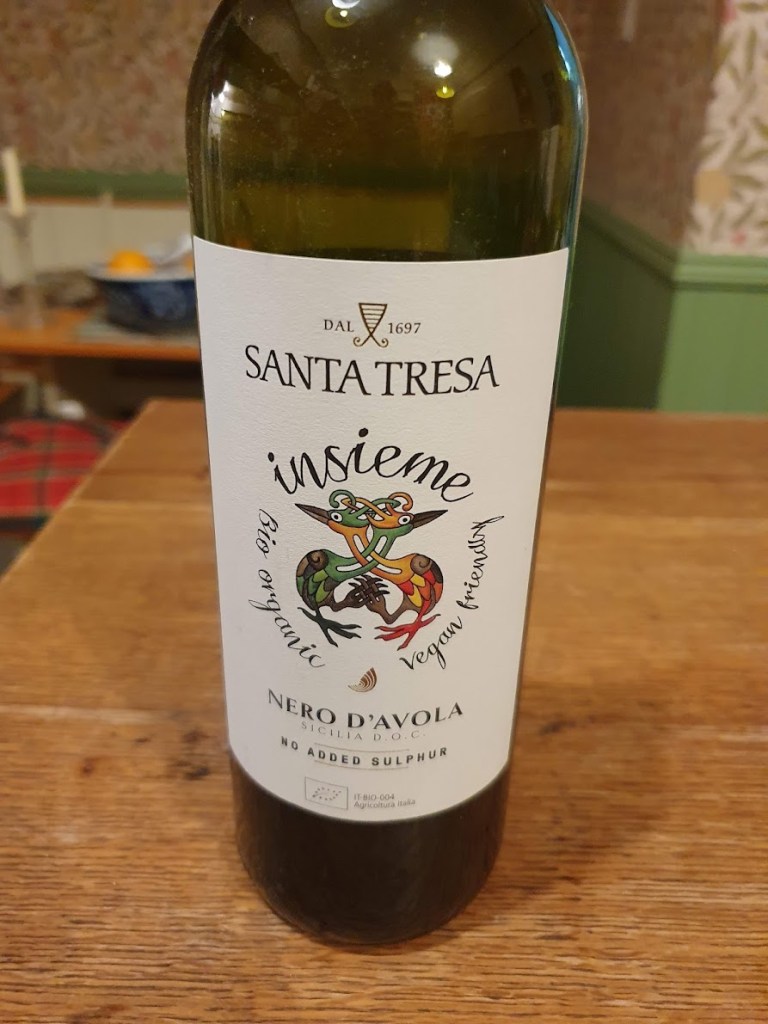 DAL 1697
SANTA TRESA
insieme
Bio organic
Vegan friendly
NERO D'AVOLA
SICILIA D.O.C.
NO ADDED SULPHUR
IT-BIO-004
Agricoltura Italia